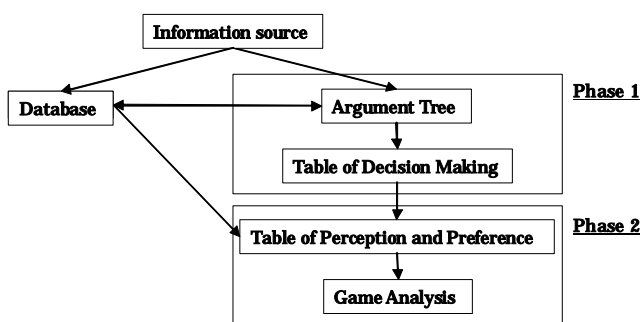 Information source
Phase 1
Database
Argument Tree
Table of Decision Making
Phase 2
Table of Perception and Preference
Game Analysis